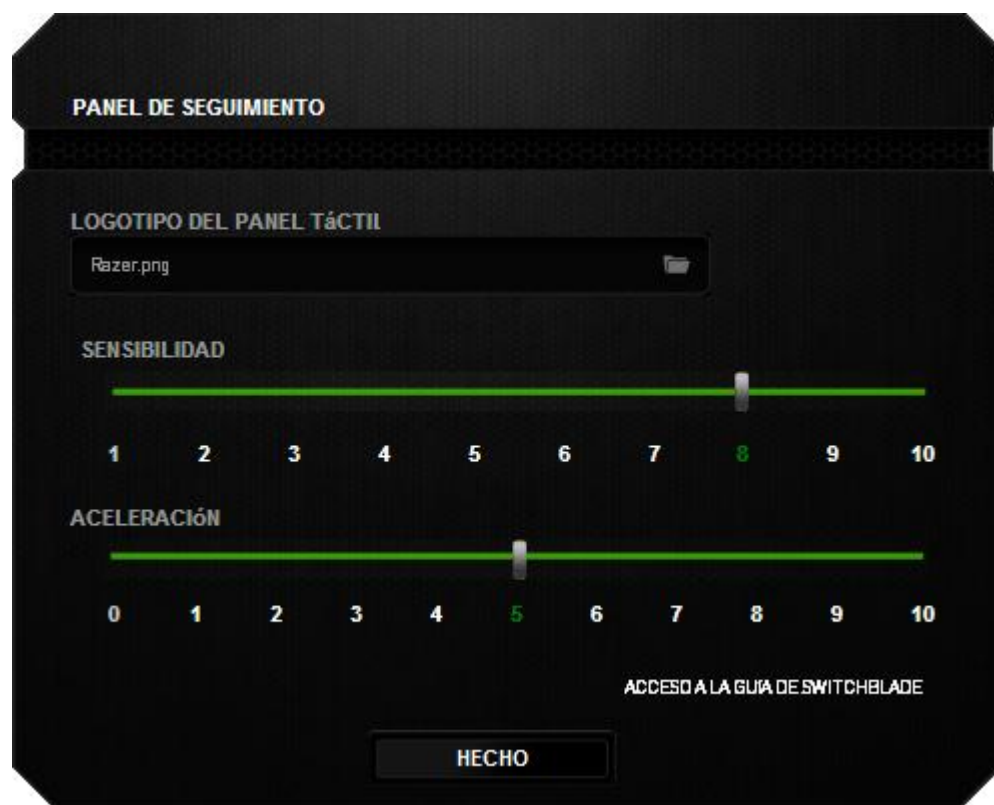 PANEL DE SEGUIMIENTO
LOGOTIPO DEL PANEL TáCTIL
Razer.png
SENSIBILIDAD
1 2 3 4 5 6 7 8 9 10
ACELERACIóN
0 1 2 3 4 5 6 7 8 9 10
ACCESO A LA GUIA DE SWITCHBLADE
HECHO